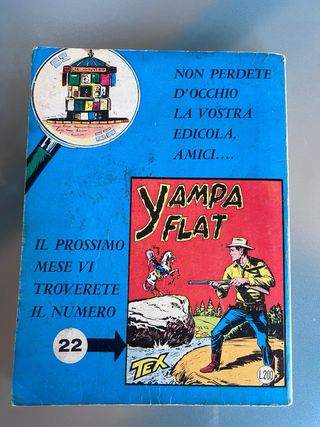 NON PERDETE
D'OCCHIO
LA VOSTRA
EDICOLA,
AMICI....
YAMPA
FLAT
IL PROSSIMO
MESE VI
TROVERETE
IL NUMERO
22
TEX
L.200